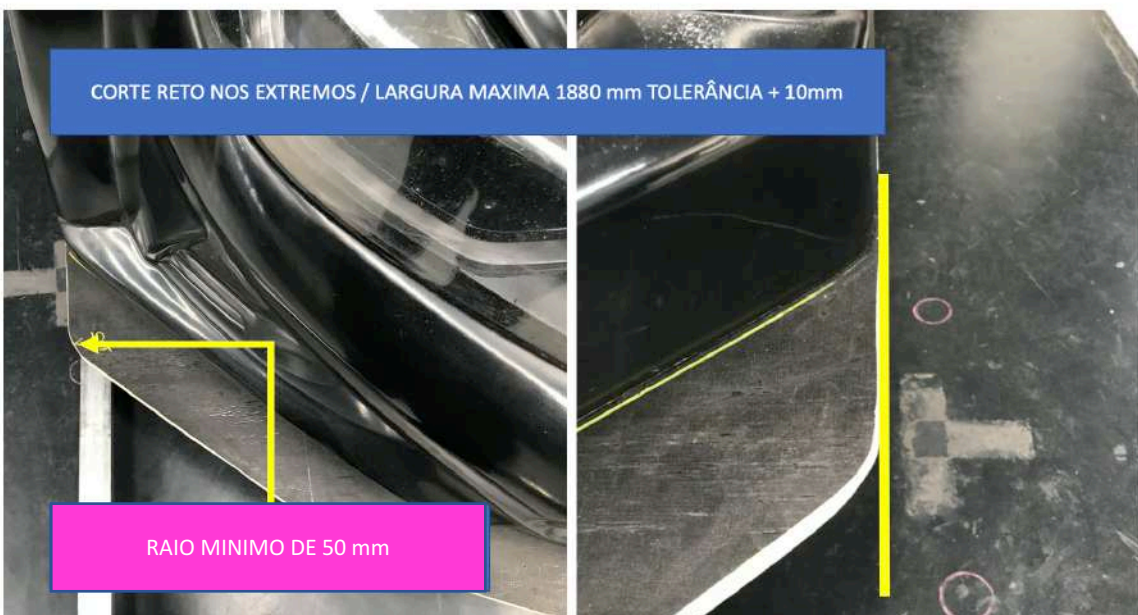 CORTE RETO NOS EXTREMOS / LARGURA MAXIMA 1880 mm TOLERÂNCIA + 10mm
RAIO MINIMO DE 50 mm